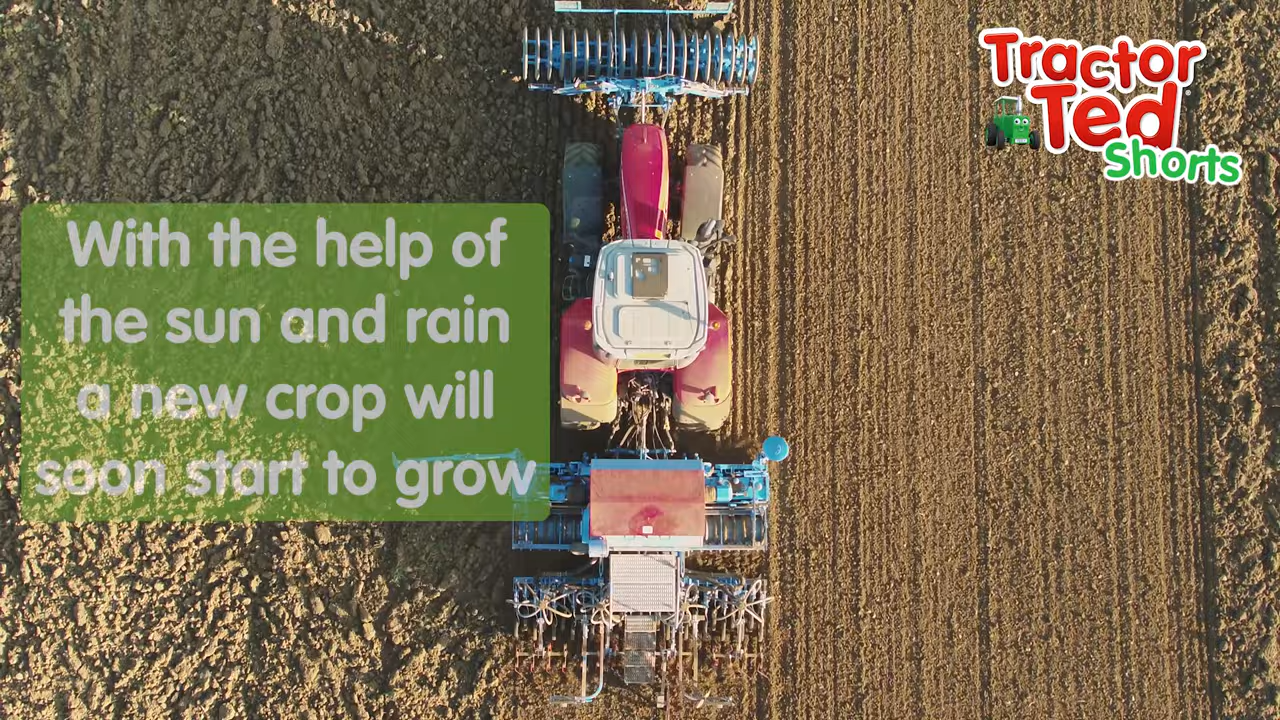 Tractor
Ted
Shorts
With the help of
the sun and rain
a new crop will
soon start to grow